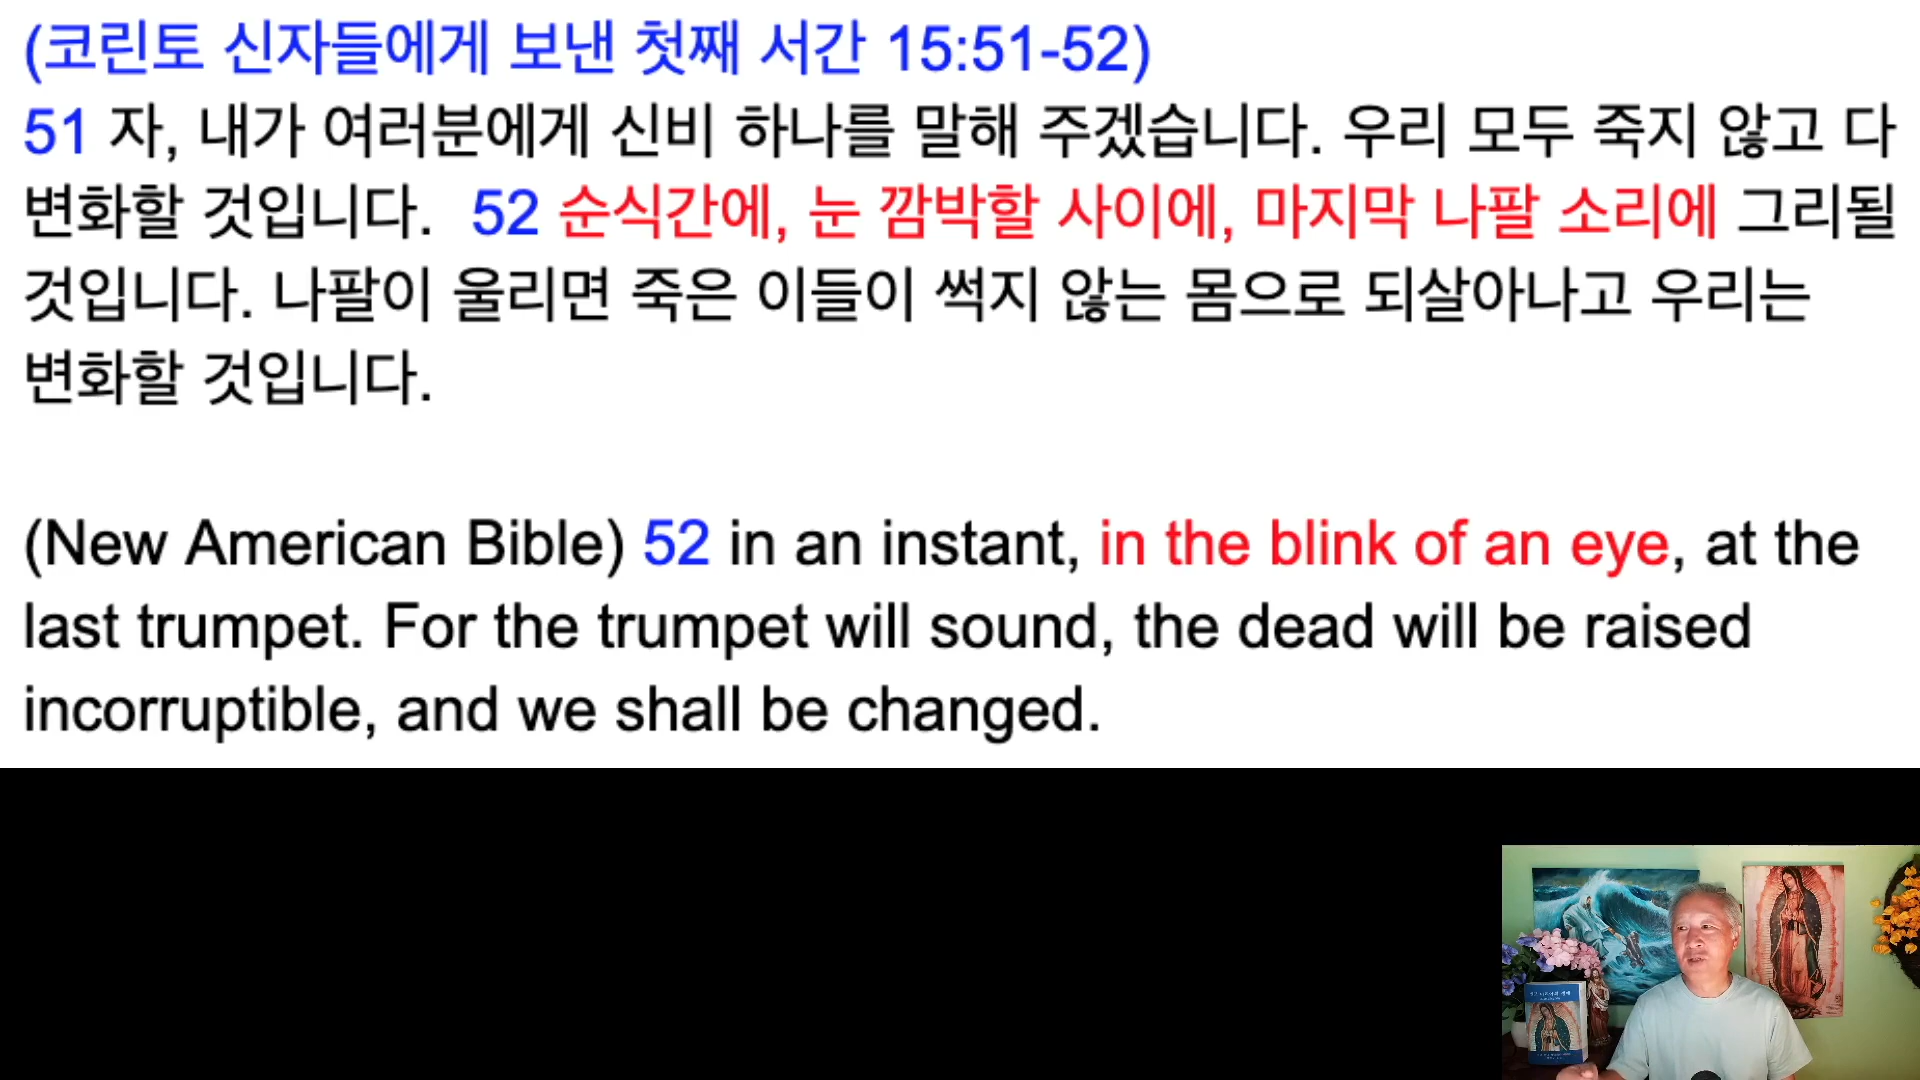 (코린토 신자들에게 보낸 첫째 서간 15:51-52)
51 자, 내가 여러분에게 신비 하나를 말해 주겠습니다. 우리 모두 죽지 않고 다
변화할 것입니다.  52 순식간에, 눈 깜박할 사이에, 마지막 나팔 소리에 그리될
것입니다. 나팔이 울리면 죽은 이들이 썩지 않는 몸으로 되살아나고 우리는
변화할 것입니다.
(New American Bible) 52 in an instant, in the blink of an eye, at the
last trumpet. For the trumpet will sound, the dead will be raised
incorruptible, and we shall be changed.